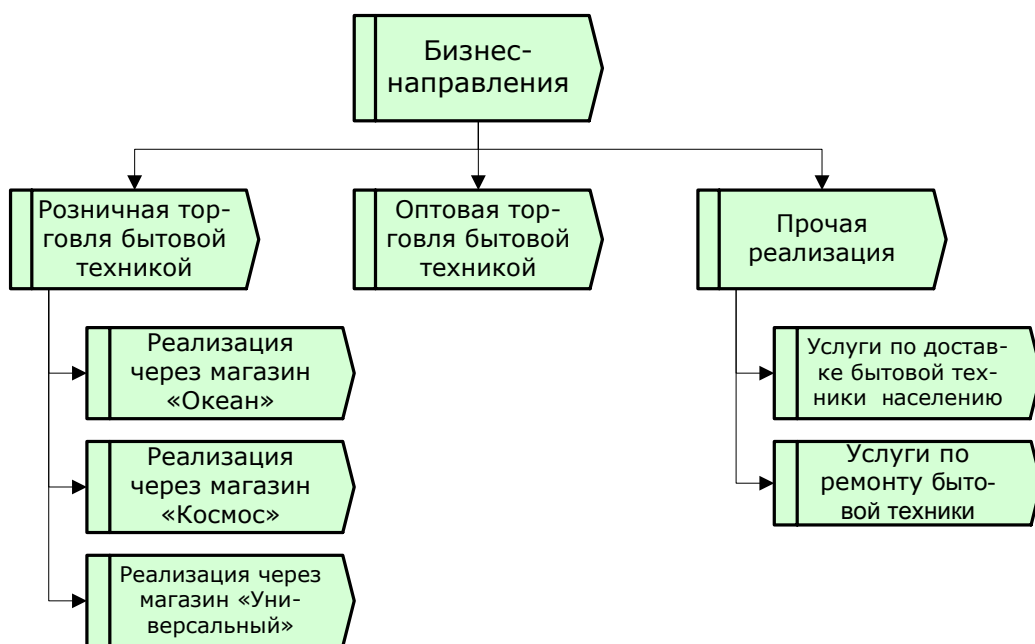 Бизнес-
направления
Розничная тор-
говля бытовой
техникой
Оптовая тор-
говля бытовой
техникой
Прочая
реализация
Реализация
через магазин
«Океан»
Реализация
через магазин
«Космос»
Реализация через
магазин «Уни-
версальный»
Услуги по достав-
ке бытовой тех-
ники населению
Услуги по
ремонту быто-
вой техники